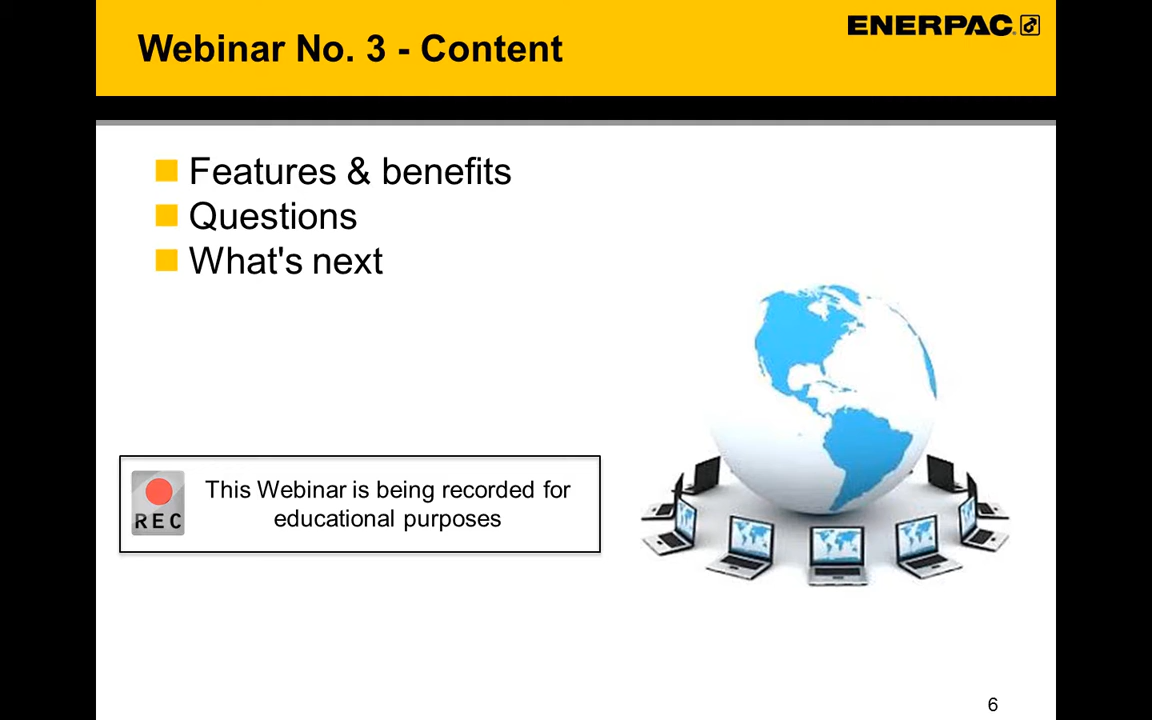 Webinar No. 3 - Content
ENERPAC
Features & benefits
Questions
What's next
REC
This Webinar is being recorded for
educational purposes
6